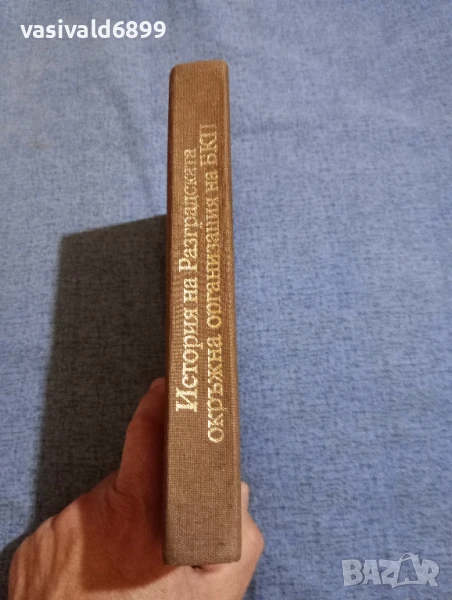 vasivald6899
История на Разградската
окръжна организация на БКП
BAZAR